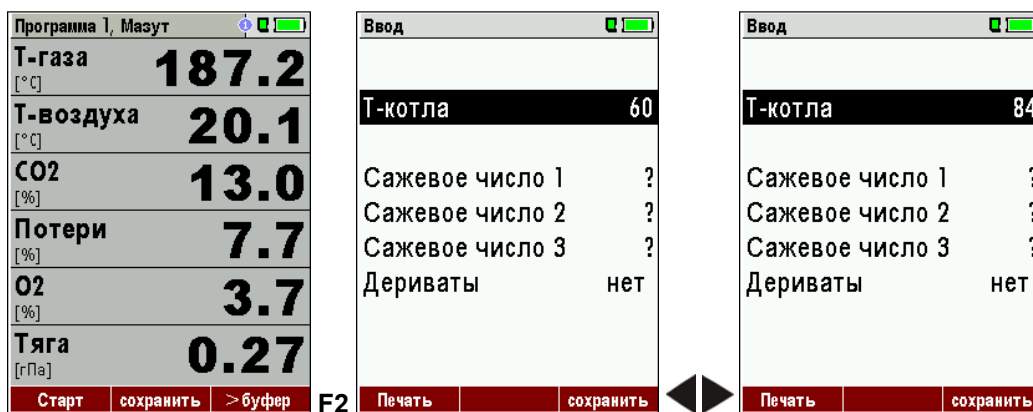 Программа 1, Мазут
Т-газа 187.2
[°C]
Т-воздуха 20.1
[°C]
CO2 13.0
[%]
Потери 7.7
[%]
O2 3.7
[%]
Тяга 0.27
[гПа]
Старт сохранить >буфер
F2
Ввод
Т-котла 60
Сажевое число 1 ?
Сажевое число 2 ?
Сажевое число 3 ?
Дериваты нет
Печать сохранить
Ввод
Т-котла 84
Сажевое число 1 ?
Сажевое число 2 ?
Сажевое число 3 ?
Дериваты нет
Печать сохранить